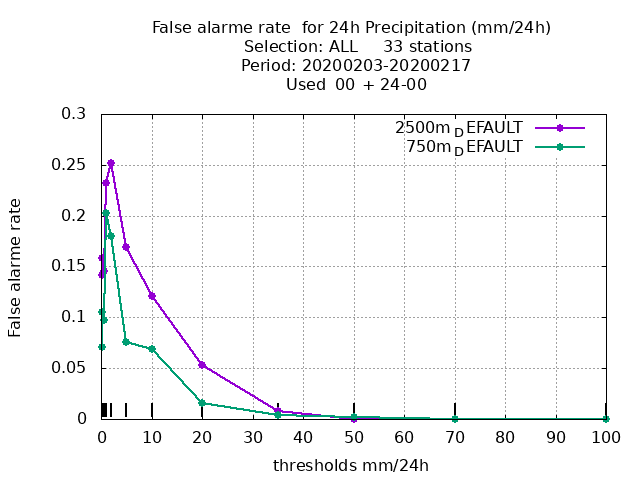 False alarme rate  for 24h Precipitation (mm/24h)
Selection: ALL     33 stations
Period: 20200203-20200217
Used  00 + 24-00
2500m_DEFAULT
750m_DEFAULT
0.3
0.25
0.2
0.15
0.1
0.05
0
False alarme rate
0 10 20 30 40 50 60 70 80 90 100
thresholds mm/24h